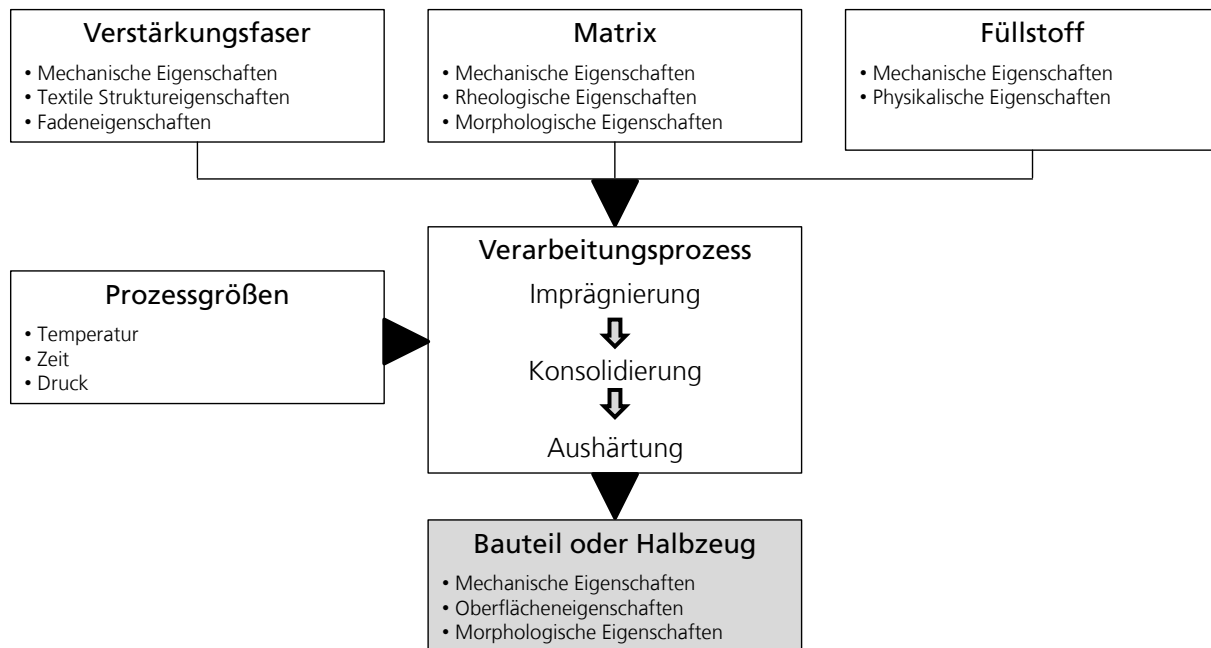 Verstärkungsfaser
• Mechanische Eigenschaften
• Textile Struktureigenschaften
• Fadeneigenschaften
Matrix
• Mechanische Eigenschaften
• Rheologische Eigenschaften
• Morphologische Eigenschaften
Füllstoff
• Mechanische Eigenschaften
• Physikalische Eigenschaften
Prozessgrößen
• Temperatur
• Zeit
• Druck
Verarbeitungsprozess
Imprägnierung
Konsolidierung
Aushärtung
Bauteil oder Halbzeug
• Mechanische Eigenschaften
• Oberflächeneigenschaften
• Morphologische Eigenschaften